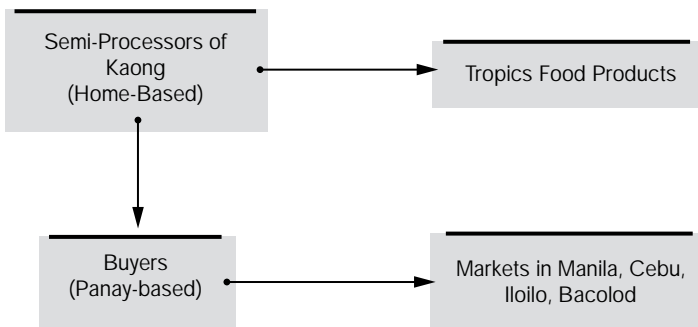 Semi-Processors of
Kaong
(Home-Based)
Tropics Food Products
Buyers
(Panay-based)
Markets in Manila, Cebu,
Iloilo, Bacolod